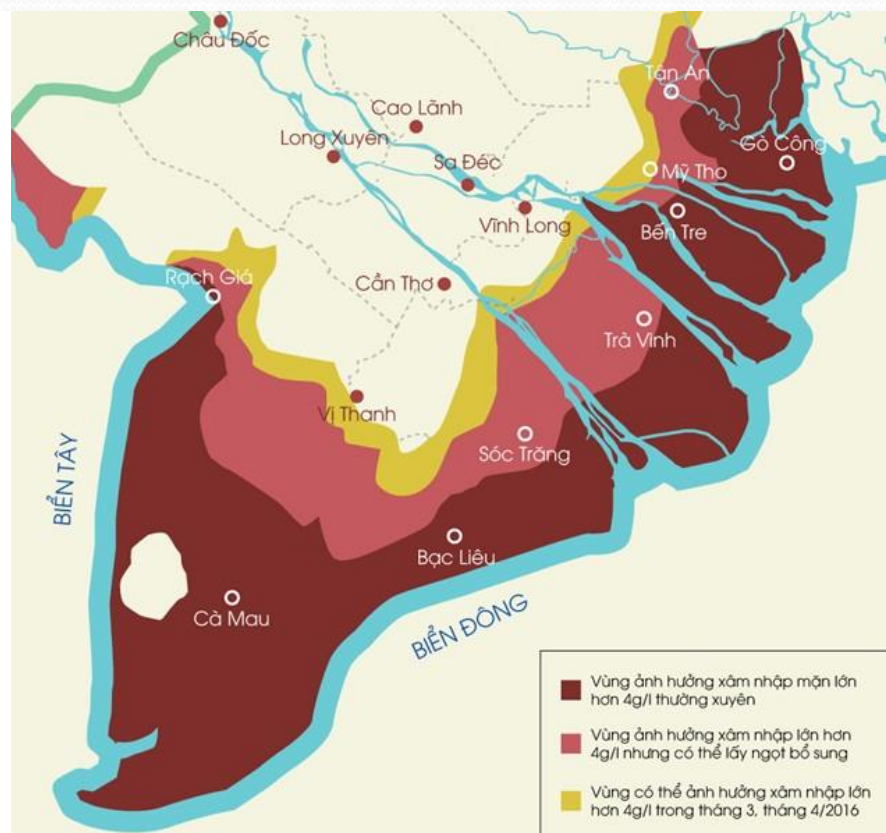 Châu Đốc
Tân An
Cao Lãnh
Long Xuyên
Gò Công
Sa Đéc
Mỹ Tho
Vĩnh Long
Bến Tre
Rạch Giá
Cần Thơ
Trà Vinh
Vị Thanh
Sóc Trăng
BIỂN TÂY
Bạc Liêu
Cà Mau
BIỂN ĐÔNG
Vùng ảnh hưởng xâm nhập mặn lớn
hơn 4g/l thường xuyên
Vùng ảnh hưởng xâm nhập lớn hơn
4g/l nhưng có thể lấy ngọt bổ sung
Vùng có thể ảnh hưởng xâm nhập lớn
hơn 4g/l trong tháng 3, tháng 4/2016